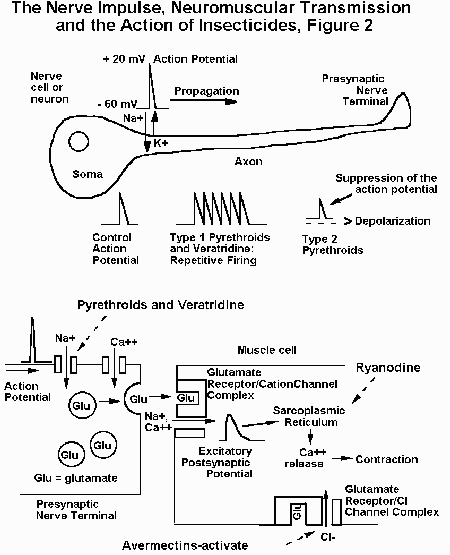 The Nerve Impulse, Neuromuscular Transmission
and the Action of Insecticides, Figure 2
+ 20 mV
Action Potential
Nerve
cell or
neuron
- 60 mV
Propagation
Presynaptic
Nerve
Terminal
Na+
K+
Soma
Axon
Suppression of the
action potential
> Depolarization
Control
Action
Potential
Type 1 Pyrethroids
and Veratridine:
Repetitive Firing
Type 2
Pyrethroids
Pyrethroids and Veratridine
Na+
Ca++
Muscle cell
Action
Potential
Glu
Glu
Glu
Glu
Glu
Glutamate
Receptor/CationChannel
Complex
Ryanodine
Na+,
Ca++
Sarcoplasmic
Reticulum
Excitatory
Postsynaptic
Potential
Ca++
release
Contraction
Glu = glutamate
Presynaptic
Nerve Terminal
Glu
Glutamate
Receptor/Cl
Channel Complex
Cl-
Avermectins-activate